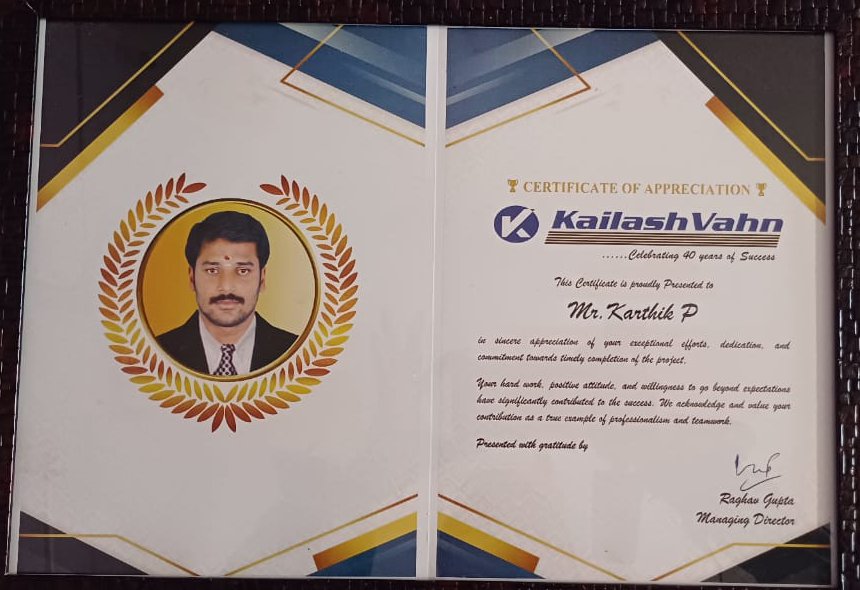 CERTIFICATE OF APPRECIATION
K KailashVahn
......Celebrating 40 years of Success
This Certificate is proudly Presented to
Mr. Karthik P
in sincere appreciation of your exceptional efforts, dedication, and
commitment towards timely completion of the project.
Your hard work, positive attitude, and willingness to go beyond expectations
have significantly contributed to the success. We acknowledge and value your
contribution as a true example of professionalism and teamwork.
Presented with gratitude by
Raghav Gupta
Managing Director